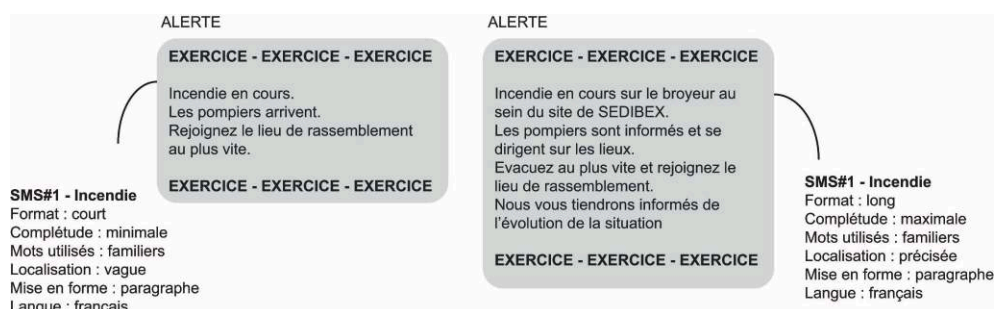 ALERTE
EXERCICE - EXERCICE - EXERCICE
Incendie en cours.
Les pompiers arrivent.
Rejoignez le lieu de rassemblement
au plus vite.
EXERCICE - EXERCICE - EXERCICE
SMS#1 - Incendie
Format : court
Complétude : minimale
Mots utilisés : familiers
Localisation : vague
Mise en forme : paragraphe
Langue : français
ALERTE
EXERCICE - EXERCICE - EXERCICE
Incendie en cours sur le broyeur au
sein du site de SEDIBEX.
Les pompiers sont informés et se
dirigent sur les lieux.
Evacuez au plus vite et rejoignez le
lieu de rassemblement.
Nous vous tiendrons informés de
l'évolution de la situation
EXERCICE - EXERCICE - EXERCICE
SMS#1 - Incendie
Format : long
Complétude : maximale
Mots utilisés : familiers
Localisation : précisée
Mise en forme : paragraphe
Langue : français